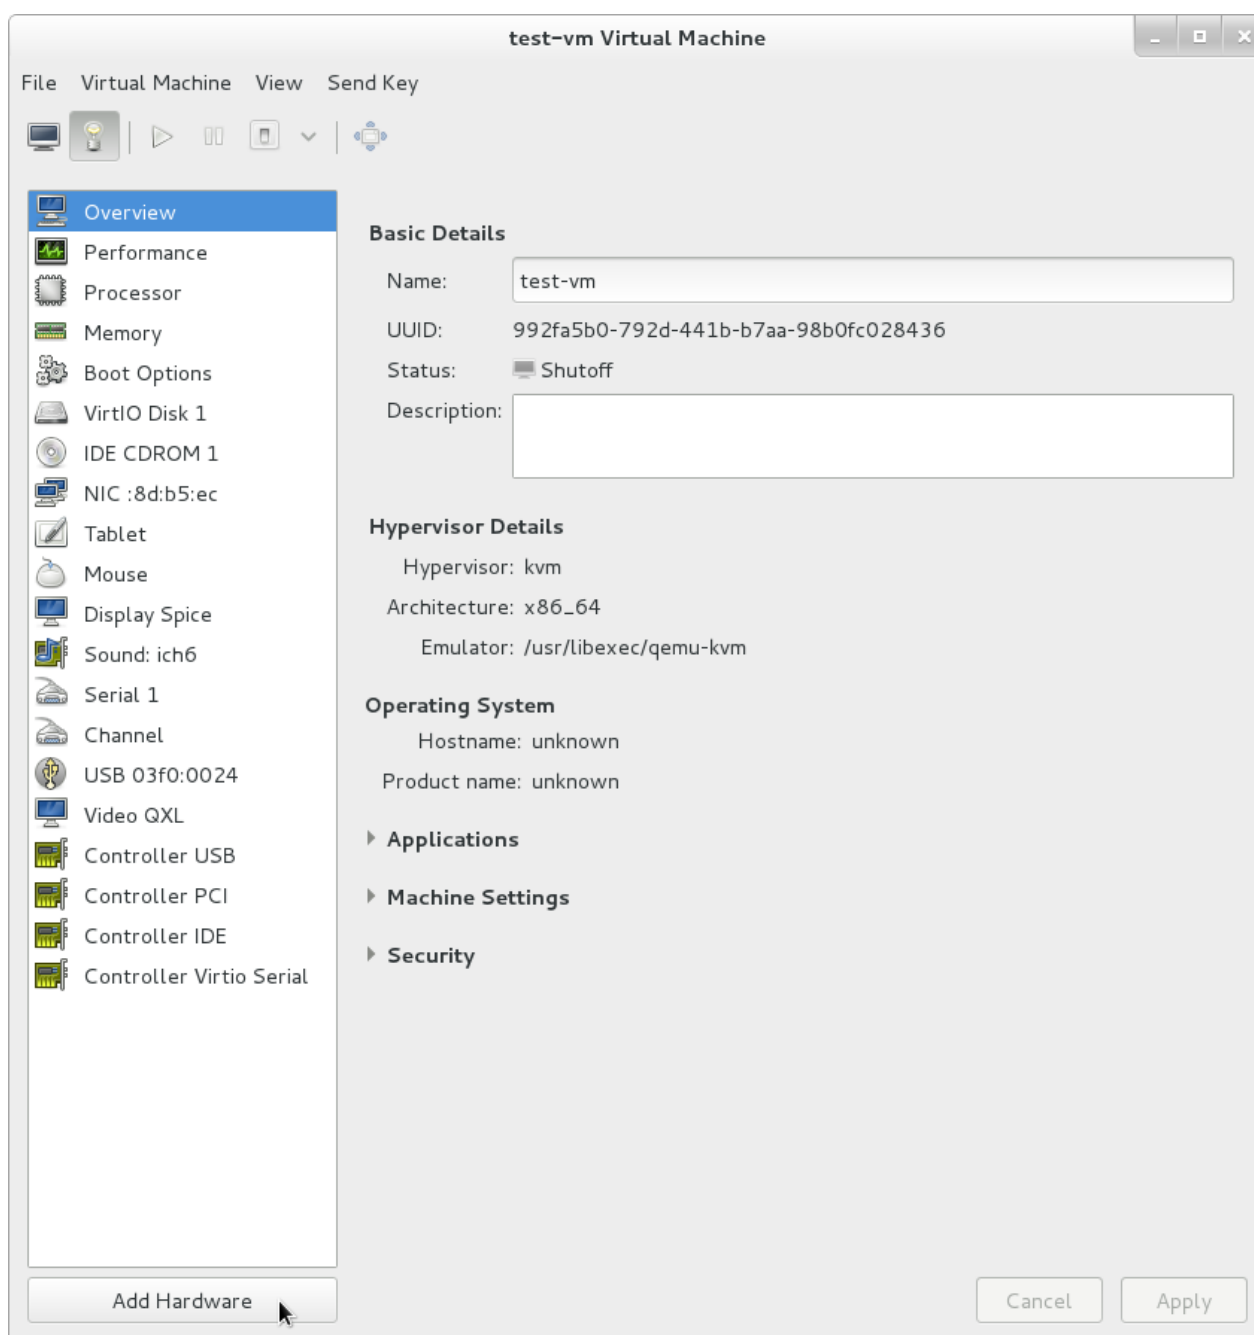 test-vm Virtual Machine
File Virtual Machine View Send Key
Overview
Performance
Processor
Memory
Boot Options
VirtIO Disk 1
IDE CDROM 1
NIC :8d:b5:ec
Tablet
Mouse
Display Spice
Sound: ich6
Serial 1
Channel
USB 03f0:0024
Video QXL
Controller USB
Controller PCI
Controller IDE
Controller Virtio Serial
Add Hardware
Basic Details
Name: test-vm
UUID: 992fa5b0-792d-441b-b7aa-98b0fc028436
Status: Shutoff
Description:
Hypervisor Details
Hypervisor: kvm
Architecture: x86_64
Emulator: /usr/libexec/qemu-kvm
Operating System
Hostname: unknown
Product name: unknown
Applications
Machine Settings
Security
Cancel Apply